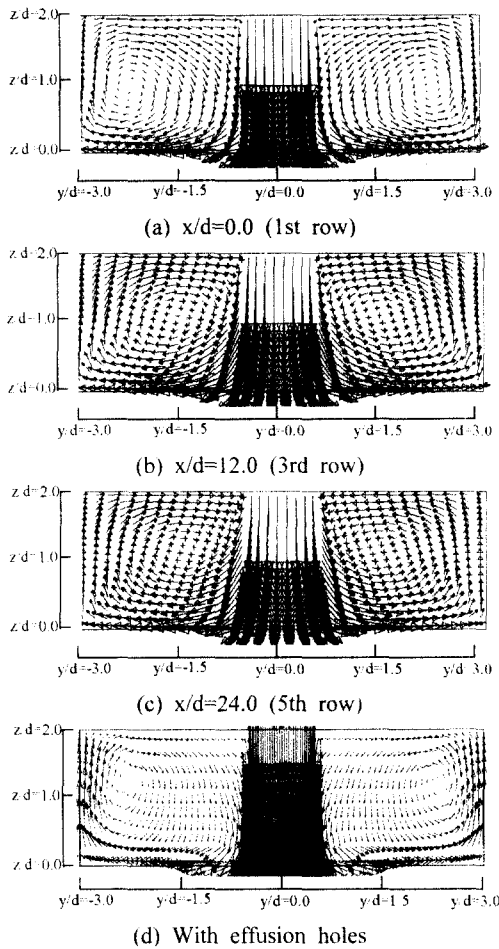 z/d=2.0
z/d=1.0
z/d=0.0
y/d=-3.0 y/d=-1.5 y/d=0.0 y/d=1.5 y/d=3.0
(a) x/d=0.0 (1st row)
z/d=2.0
z/d=1.0
z/d=0.0
y/d=-3.0 y/d=-1.5 y/d=0.0 y/d=1.5 y/d=3.0
(b) x/d=12.0 (3rd row)
z/d=2.0
z/d=1.0
z/d=0.0
y/d=-3.0 y/d=-1.5 y/d=0.0 y/d=1.5 y/d=3.0
(c) x/d=24.0 (5th row)
z/d=2.0
z/d=1.0
z/d=0.0
y/d=-3.0 y/d=-1.5 y/d=0.0 y/d=1.5 y/d=3.0
(d) With effusion holes